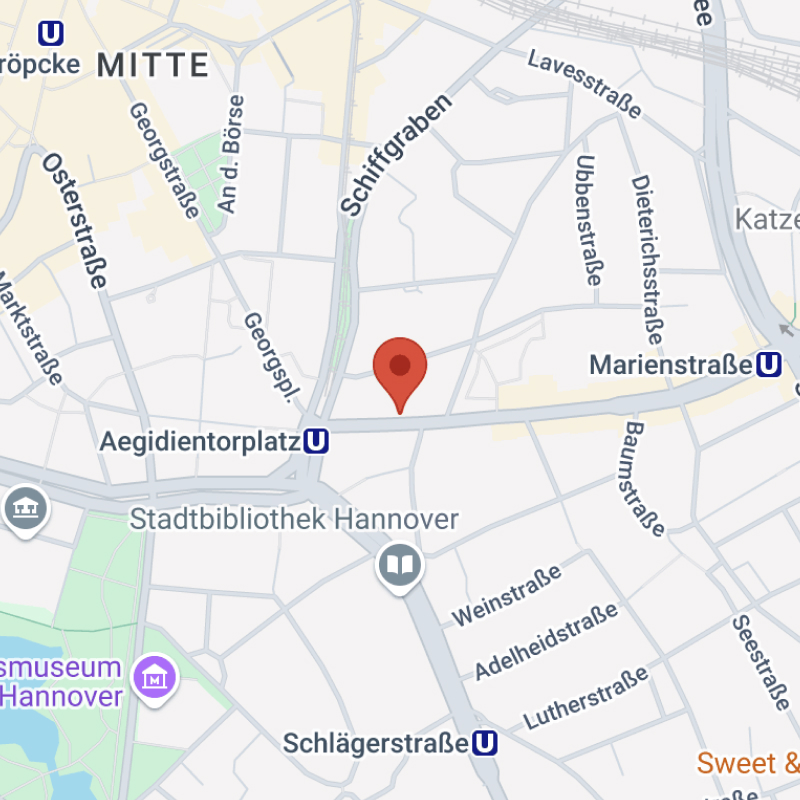 röpcke
MITTE
ee
Lavesstraße
Georgstraße
An d. Börse
Schiffgraben
Osterstraße
Ubbenstraße
Dieterichsstraße
Katze
Marktstraße
Georgspl.
Marienstraße U
Aegidientorplatz U
Baumstraße
Stadtbibliothek Hannover
Weinstraße
Adelheidstraße
Seestraße
smuseum
Hannover
Lutherstraße
Schlägerstraße U
Sweet &
raße